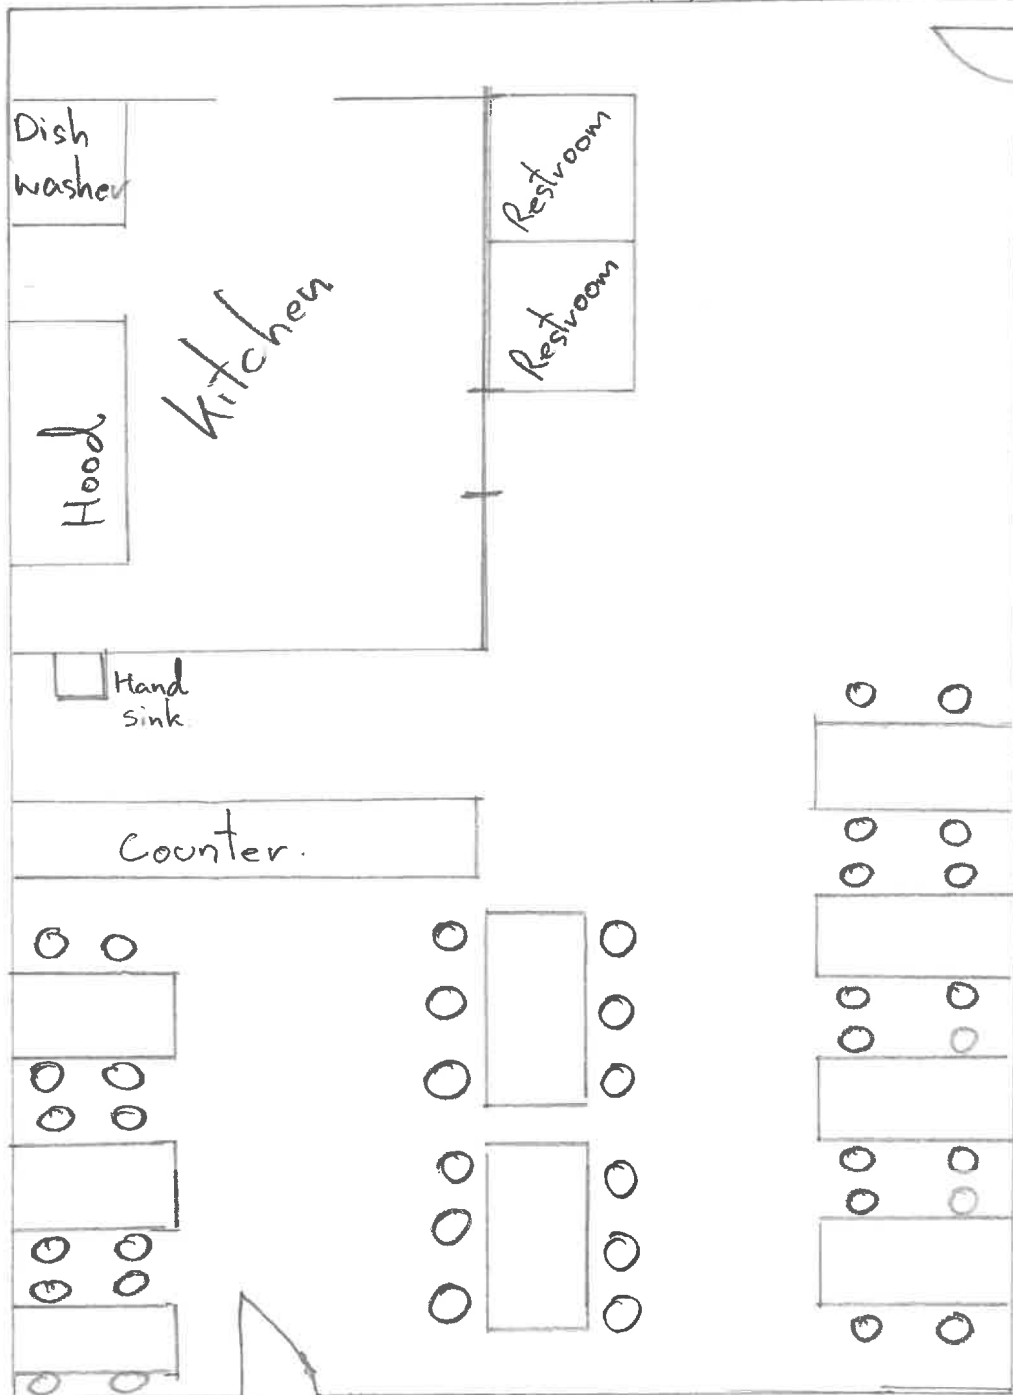 Dish
washer
Restroom
Restroom
Kitchen
Hood
Hand
sink.
Counter.